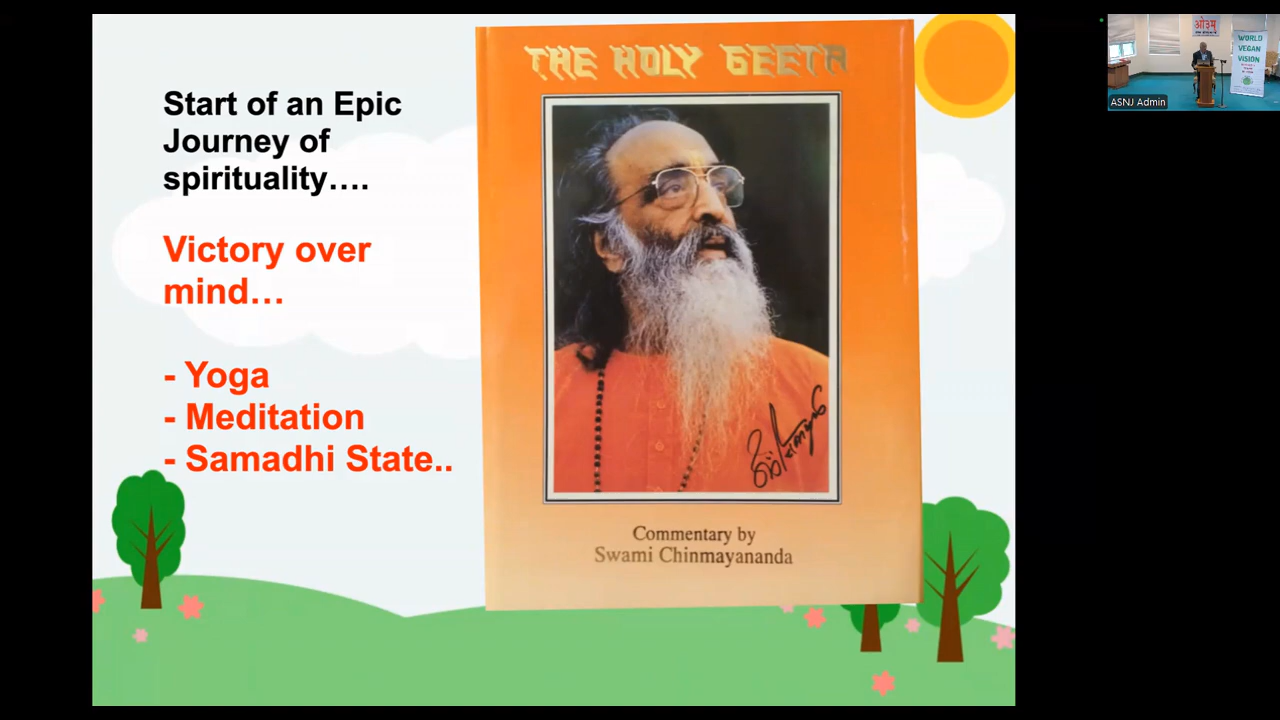 Start of an Epic
Journey of
spirituality….
Victory over
mind…
- Yoga
- Meditation
- Samadhi State..
THE HOLY GEETA
Commentary by
Swami Chinmayananda
ओ३म्
WORLD
VEGAN
VISION
ASNJ Admin